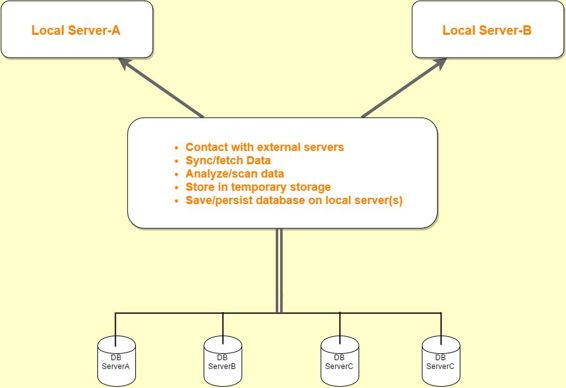 Local Server-A
Local Server-B
• Contact with external servers
• Sync/fetch Data
• Analyze/scan data
• Store in temporary storage
• Save/persist database on local server(s)
DB
ServerA
DB
ServerB
DB
ServerC
DB
ServerC